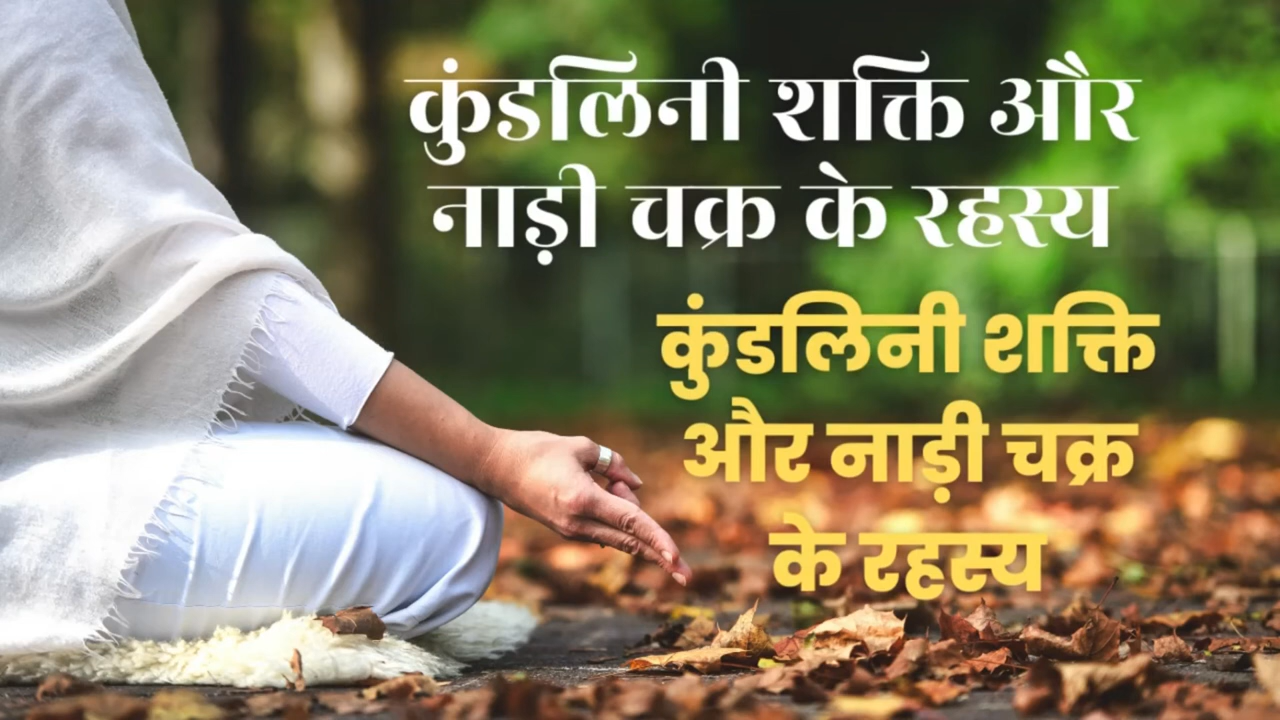 कुंडलिनी शक्ति और
नाड़ी चक्र के रहस्य
कुंडलिनी शक्ति
और नाड़ी चक्र
के रहस्य